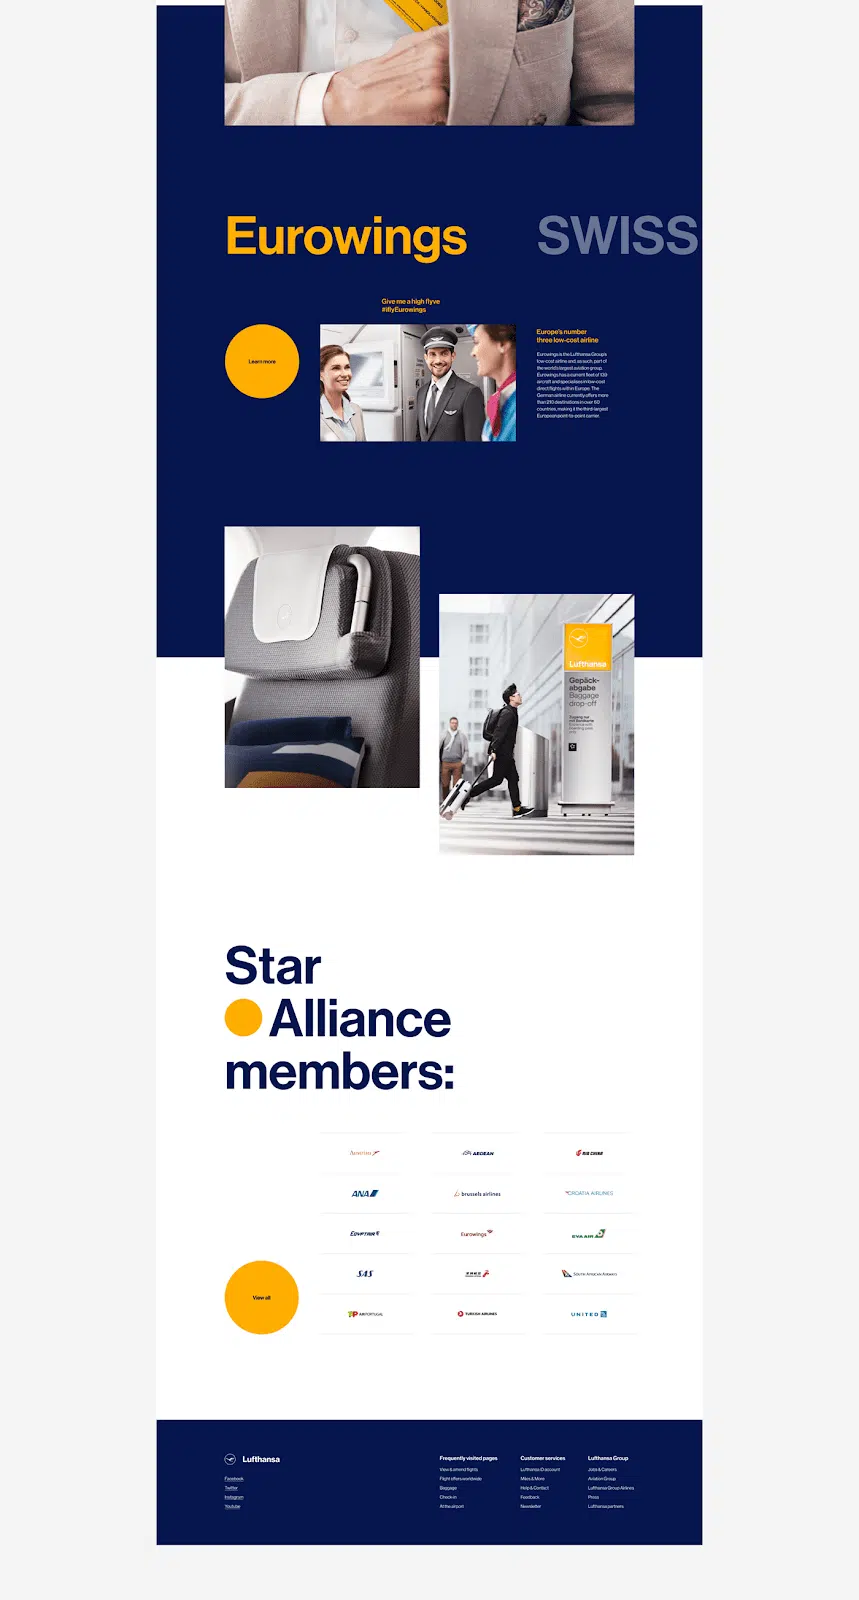 Eurowings
SWISS
Give me a high flyve
#iflyEurowings
Learn more
Europe's number
three low-cost airline
Eurowings is the Lufthansa Group's
low-cost airline and, as such, part of
the world's largest aviation group.
Eurowings has a current fleet of 139
aircraft and specialises in low-cost
direct flights within Europe. The
German airline currently offers more
than 210 destinations in over 60
countries, making it the third-largest
European point-to-point carrier.
Lufthansa
Gepäck-
abgabe
Baggage
drop-off
Star
Alliance
members:
AEGEAN
AIR CHINA
ANA
brussels airlines
CROATIA AIRLINES
EGYPTAIR
Eurowings
EVA AIR
SAS
SOUTH AFRICAN AIRWAYS
View all
TP AIR PORTUGAL
TURKISH AIRLINES
UNITED
Lufthansa
Facebook
Twitter
Instagram
Youtube
Frequently visited pages
View & amend flights
Flight offers worldwide
Baggage
Check-in
At the airport
Customer services
Lufthansa ID account
Miles & More
Help & Contact
Feedback
Newsletter
Lufthansa Group
Jobs & Careers
Aviation Group
Lufthansa Group Airlines
Press
Lufthansa partners